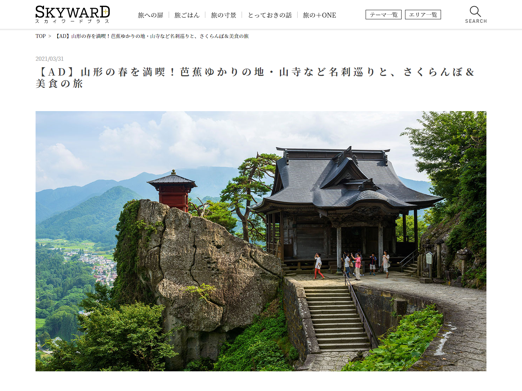 SKYWARD
スカイワードプラス
旅への扉
旅ごはん
旅の寸景
とっておきの話
旅の+ONE
テーマ一覧
エリア一覧
SEARCH
TOP > 【AD】山形の春を満喫！芭蕉ゆかりの地・山寺など名刹巡りと、さくらんぼ＆美食の旅
2021/03/31
【AD】山形の春を満喫！芭蕉ゆかりの地・山寺など名刹巡りと、さくらんぼ＆
美食の旅